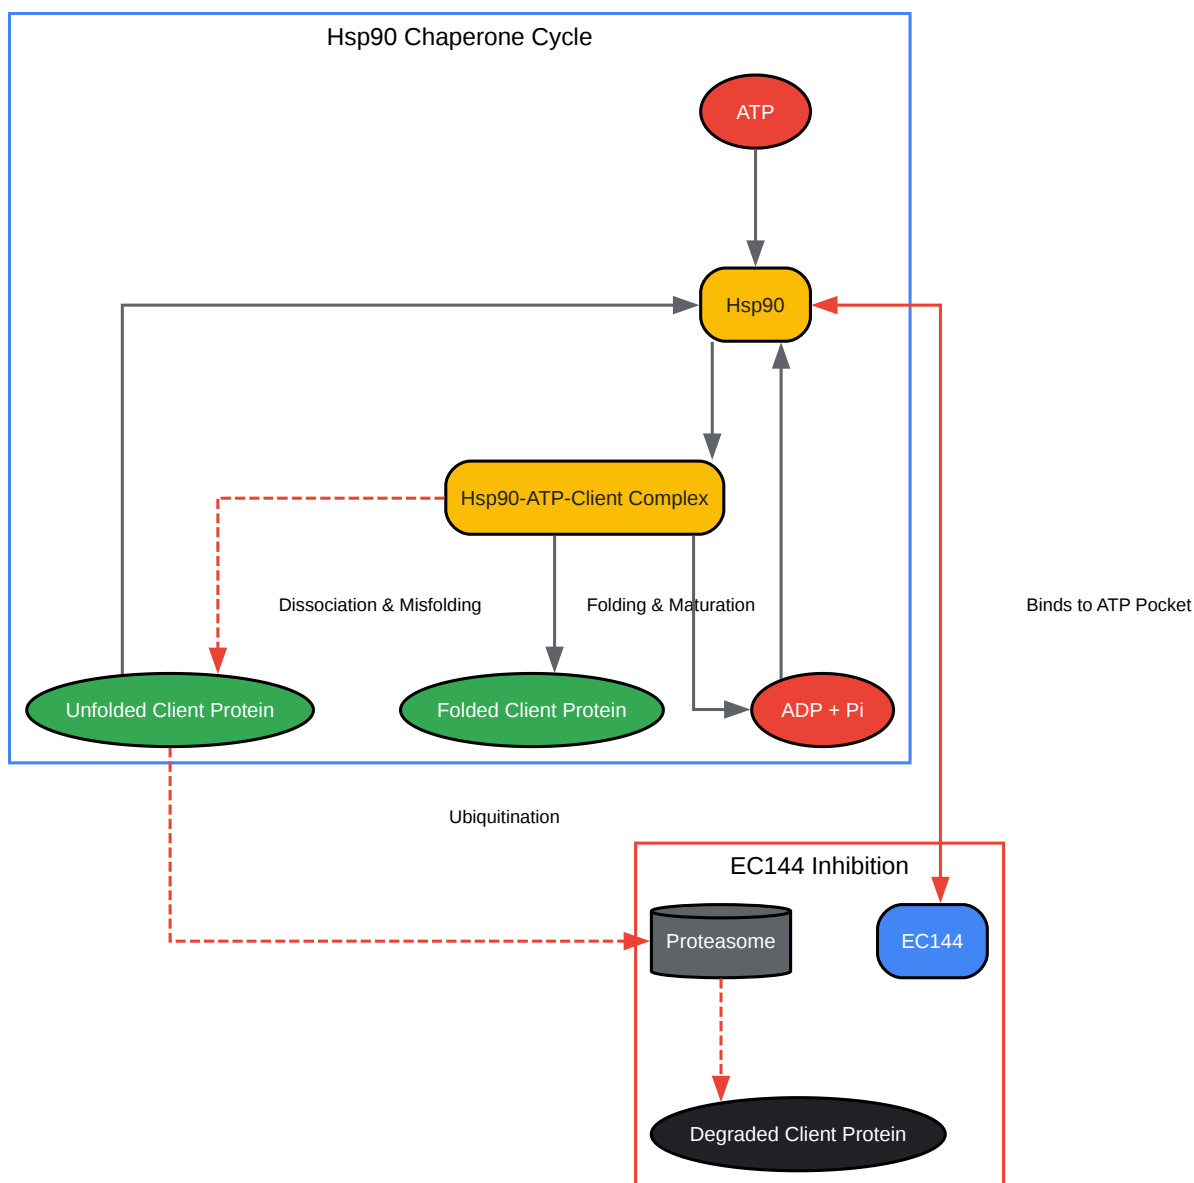 Hsp90 Chaperone Cycle
ATP
Hsp90
Hsp90-ATP-Client Complex
Dissociation & Misfolding
Folding & Maturation
Binds to ATP Pocket
Unfolded Client Protein
Folded Client Protein
ADP + Pi
Ubiquitination
EC144 Inhibition
Proteasome
EC144
Degraded Client Protein